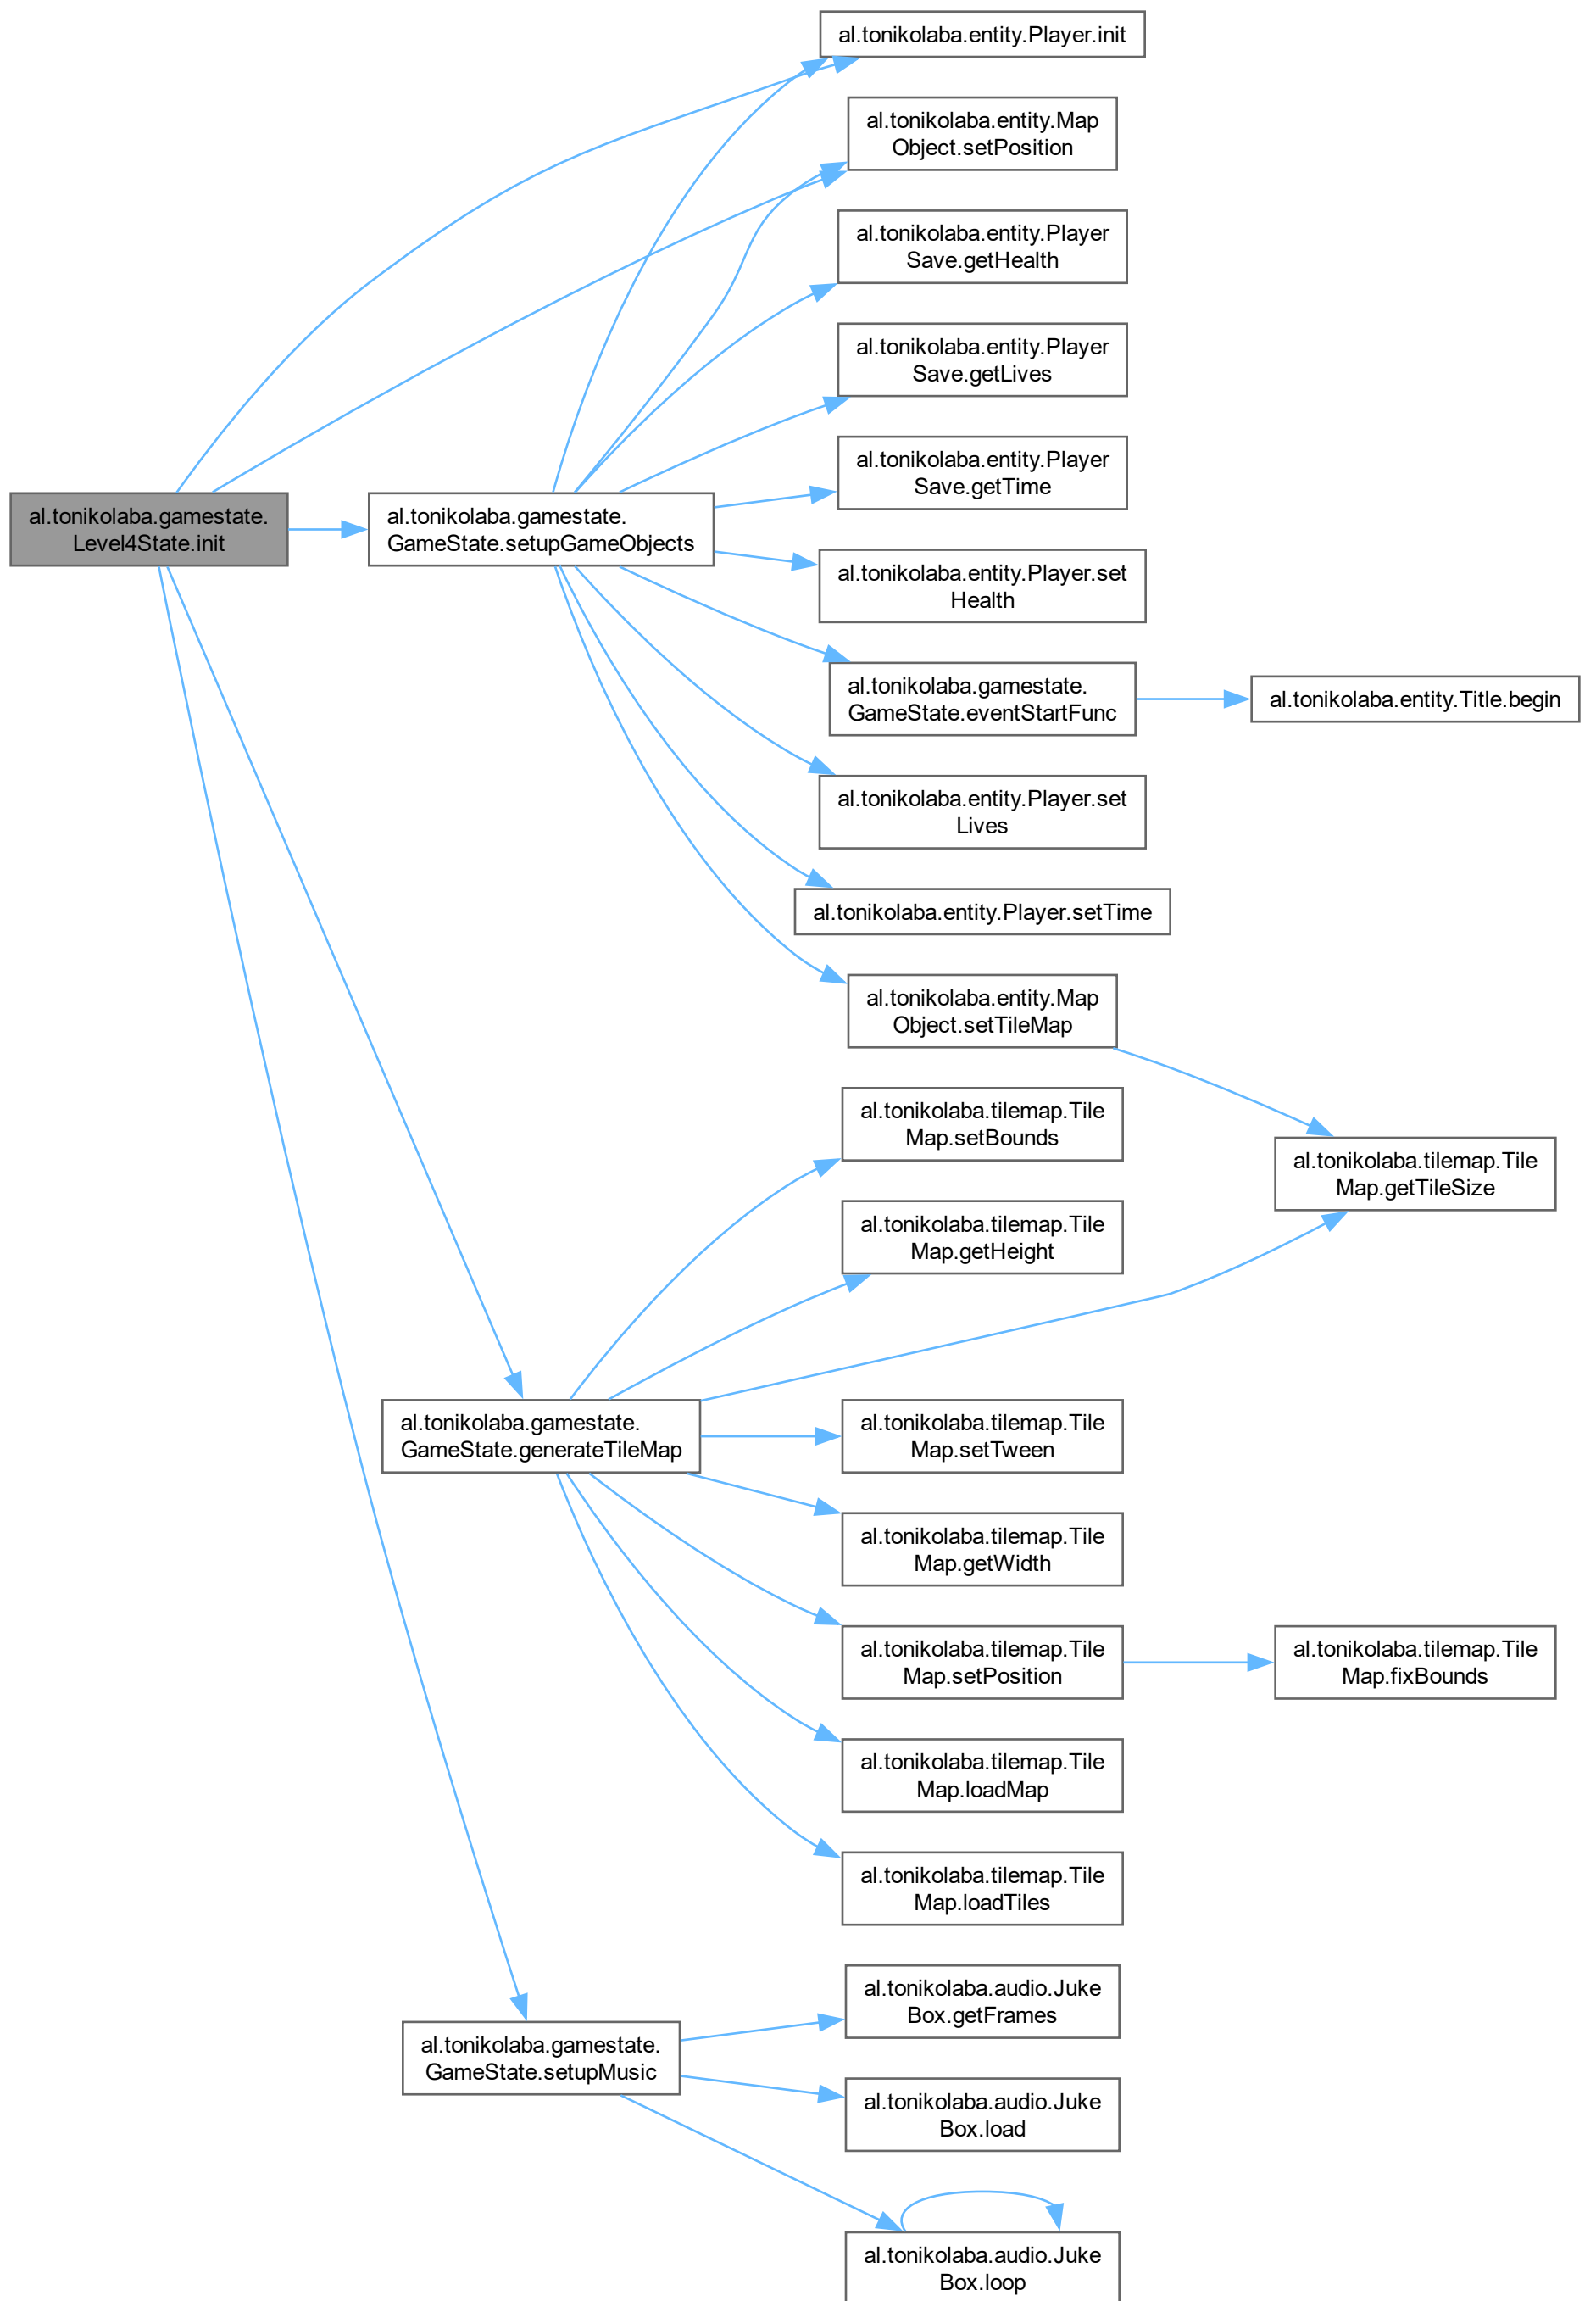 al.tonikolaba.entity.Player.init
al.tonikolaba.entity.Map
Object.setPosition
al.tonikolaba.entity.Player
Save.getHealth
al.tonikolaba.entity.Player
Save.getLives
al.tonikolaba.entity.Player
Save.getTime
al.tonikolaba.gamestate.
Level4State.init
al.tonikolaba.gamestate.
GameState.setupGameObjects
al.tonikolaba.entity.Player.set
Health
al.tonikolaba.gamestate.
GameState.eventStartFunc
al.tonikolaba.entity.Title.begin
al.tonikolaba.entity.Player.set
Lives
al.tonikolaba.entity.Player.setTime
al.tonikolaba.entity.Map
Object.setTileMap
al.tonikolaba.tilemap.Tile
Map.setBounds
al.tonikolaba.tilemap.Tile
Map.getTileSize
al.tonikolaba.tilemap.Tile
Map.getHeight
al.tonikolaba.gamestate.
GameState.generateTileMap
al.tonikolaba.tilemap.Tile
Map.setTween
al.tonikolaba.tilemap.Tile
Map.getWidth
al.tonikolaba.tilemap.Tile
Map.setPosition
al.tonikolaba.tilemap.Tile
Map.fixBounds
al.tonikolaba.tilemap.Tile
Map.loadMap
al.tonikolaba.tilemap.Tile
Map.loadTiles
al.tonikolaba.audio.Juke
Box.getFrames
al.tonikolaba.gamestate.
GameState.setupMusic
al.tonikolaba.audio.Juke
Box.load
al.tonikolaba.audio.Juke
Box.loop